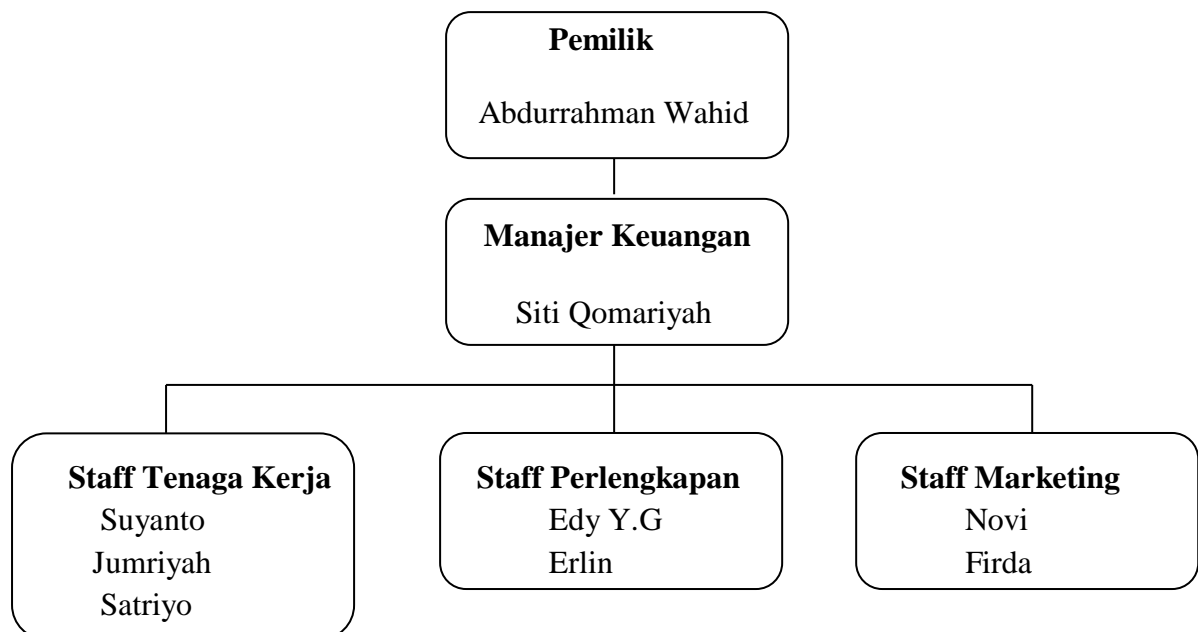 Pemilik
Abdurrahman Wahid
Manajer Keuangan
Siti Qomariyah
Staff Tenaga Kerja
Suyanto
Jumriyah
Satriyo
Staff Perlengkapan
Edy Y.G
Erlin
Staff Marketing
Novi
Firda